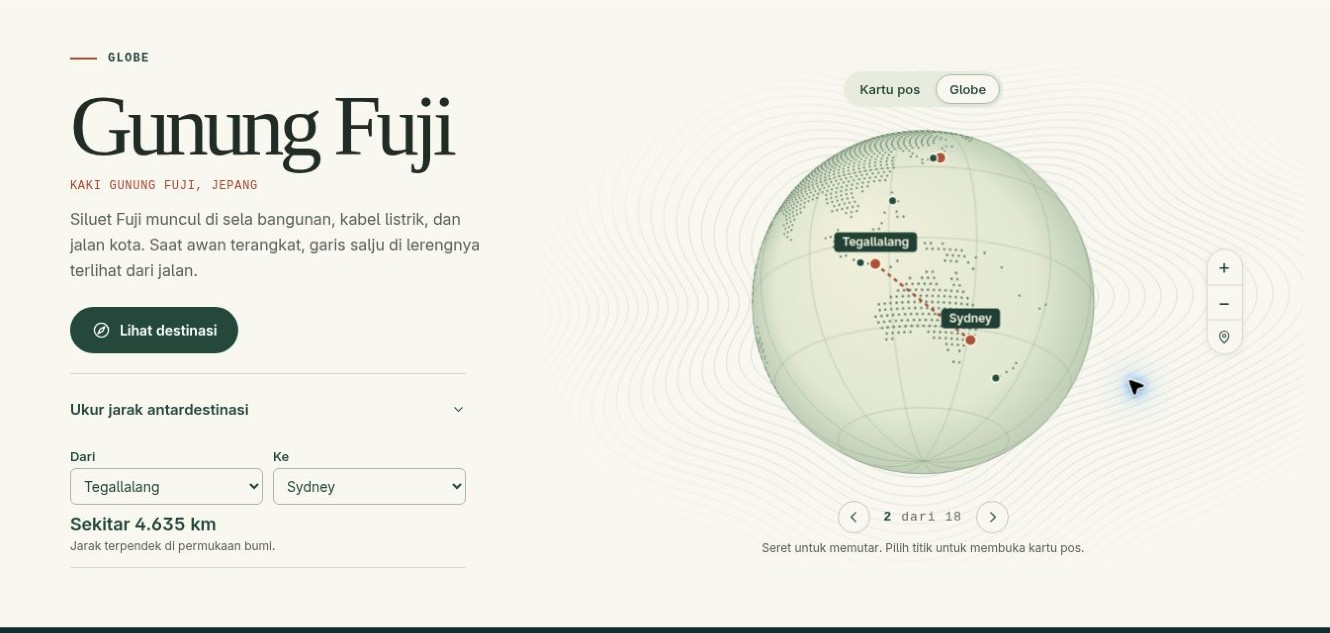 GLOBE
Gunung Fuji
KAKI GUNUNG FUJI, JEPANG
Siluet Fuji muncul di sela bangunan, kabel listrik, dan
jalan kota. Saat awan terangkat, garis salju di lerengnya
terlihat dari jalan.
Lihat destinasi
Ukur jarak antardestinasi
Dari
Ke
Tegallalang
Sydney
Sekitar 4.635 km
Jarak terpendek di permukaan bumi.
Kartu pos
Globe
Tegallalang
Sydney
+
−
2 dari 18
Seret untuk memutar. Pilih titik untuk membuka kartu pos.